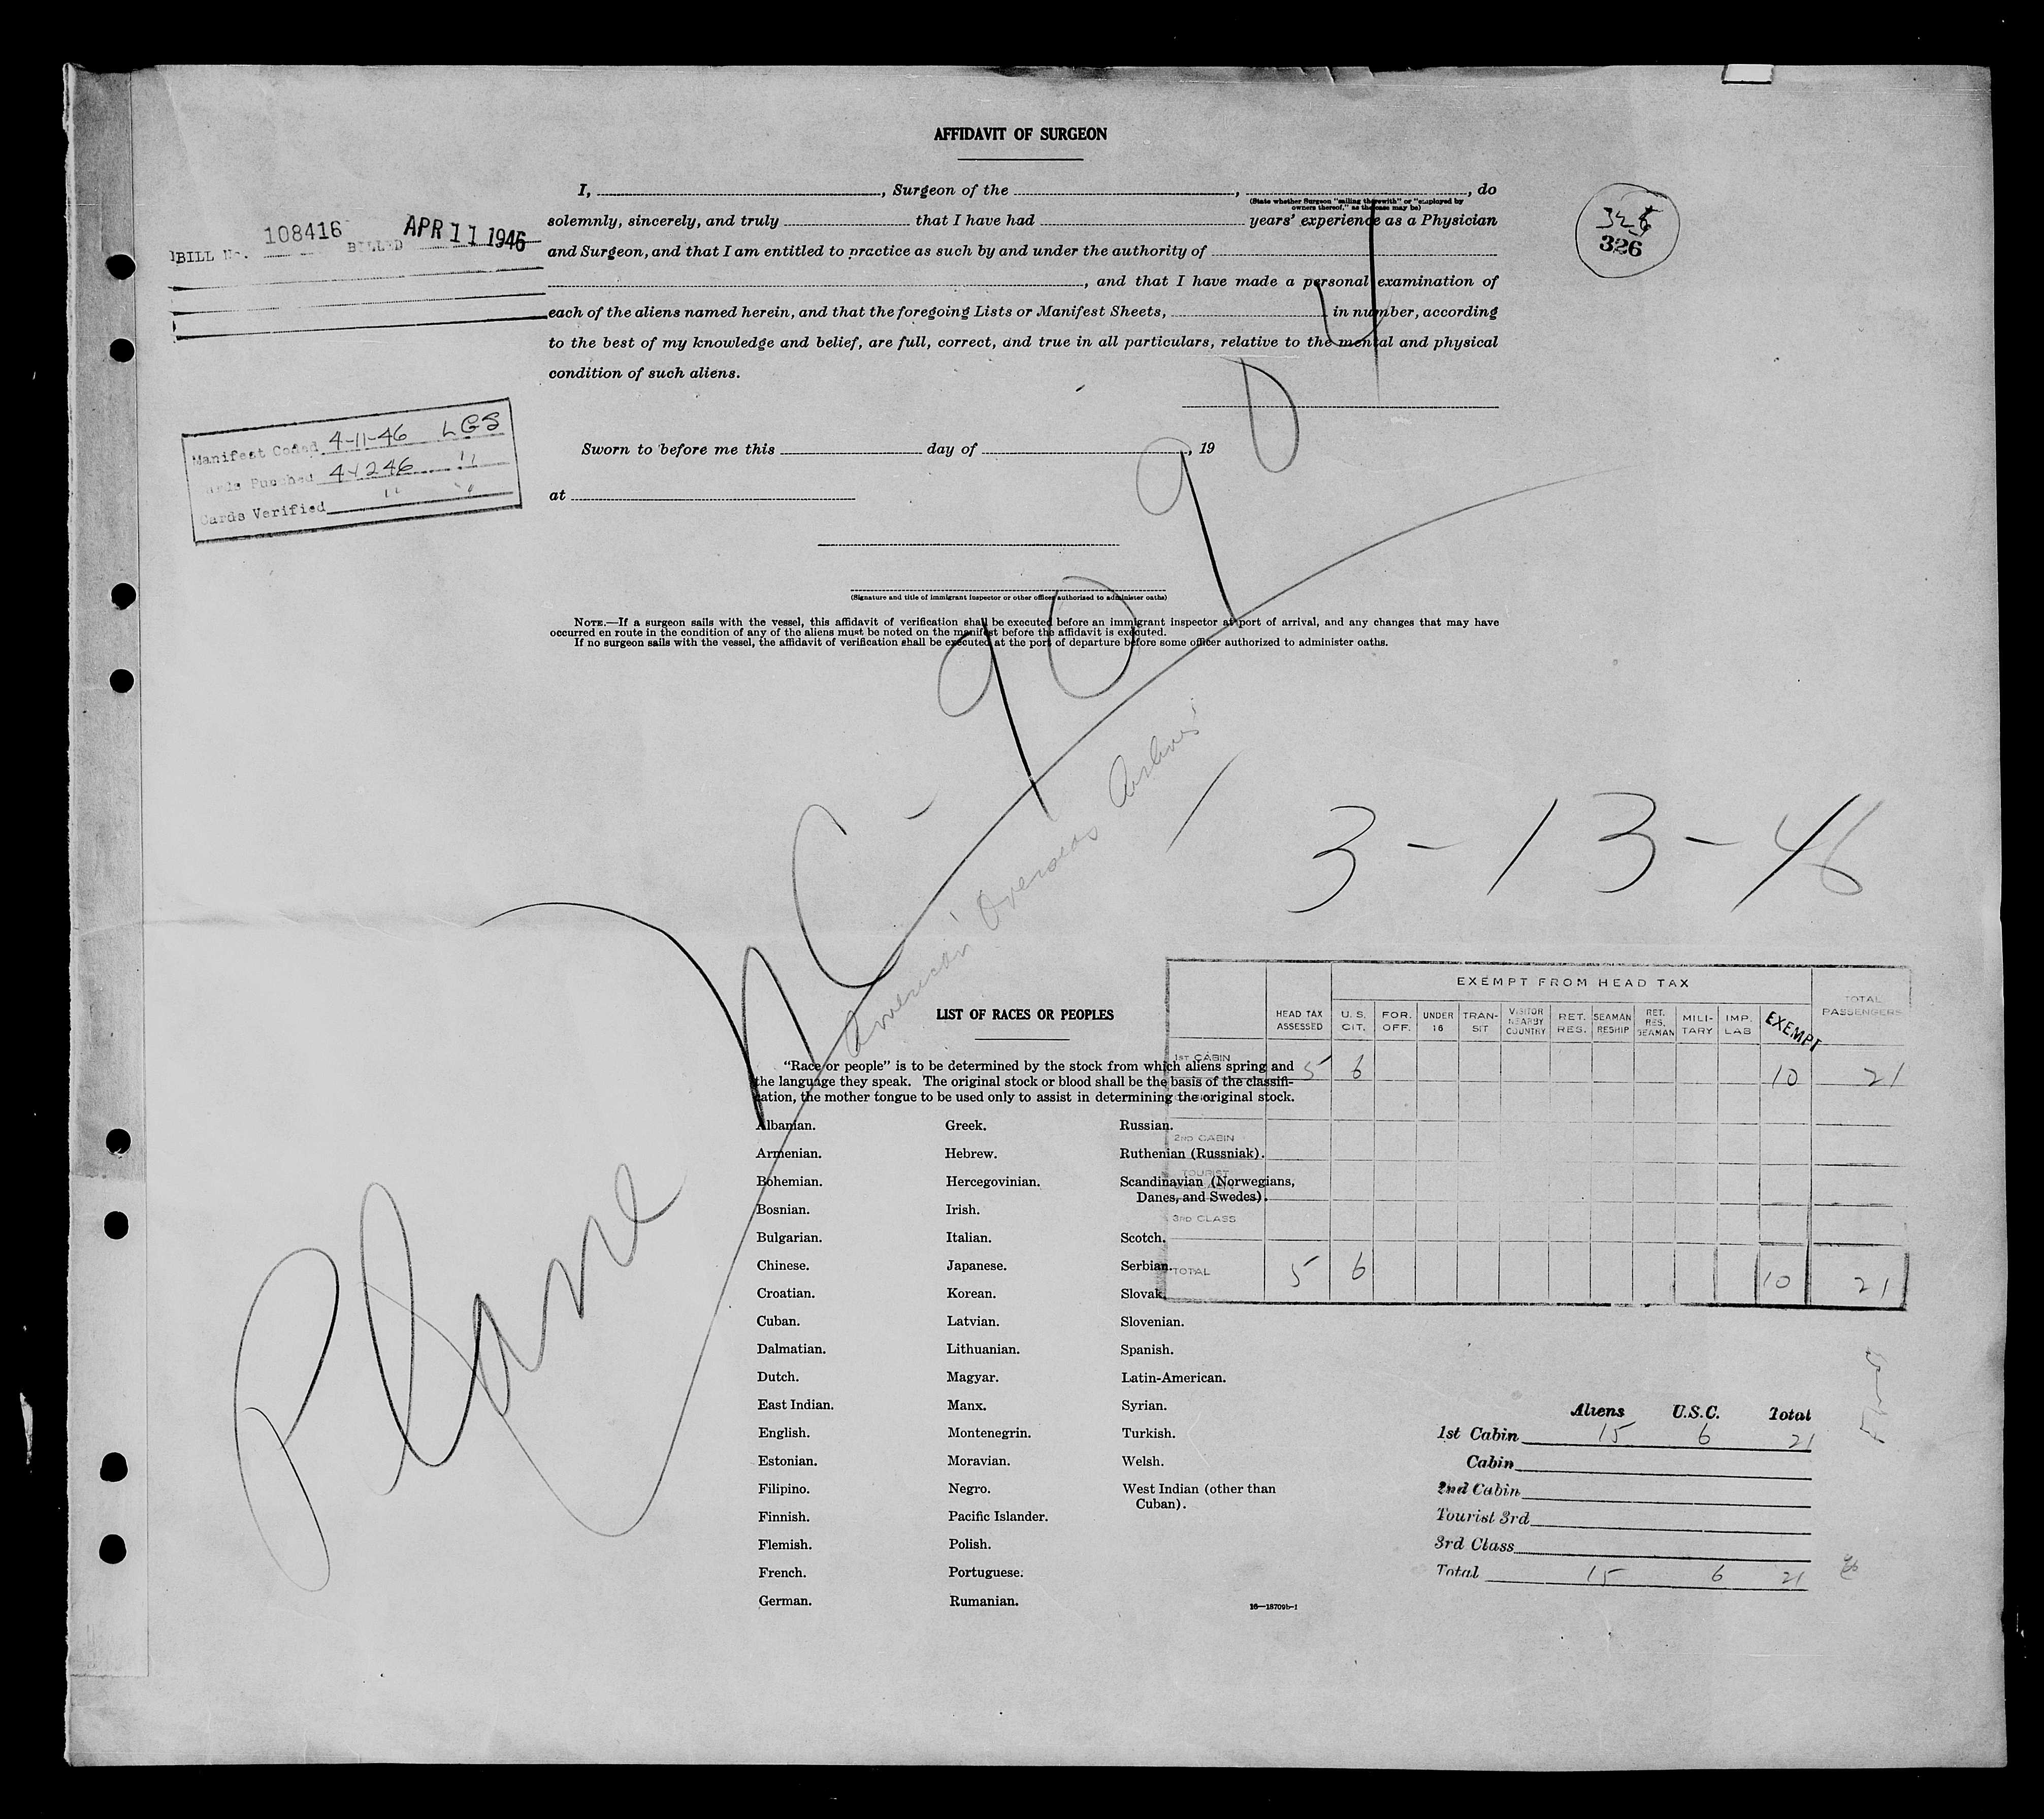 AFFIDAVIT OF SURGEON
I, , Surgeon of the , , do
(State whether Surgeon "sailing therewith" or "employed by
owners thereof," as the case may be)
solemnly, sincerely, and truly that I have had years' experience as a Physician
and Surgeon, and that I am entitled to practice as such by and under the authority of
, and that I have made a personal examination of
each of the aliens named herein, and that the foregoing Lists or Manifest Sheets, in number, according
to the best of my knowledge and belief, are full, correct, and true in all particulars, relative to the mental and physical
condition of such aliens.
326
326
BILL No. 108416 BILLED APR 11 1946
Manifest Coded 4-11-46 LGS
Cards Punched 4-12-46 "
Cards Verified " "
Sworn to before me this day of , 19
at
(Signature and title of immigrant inspector or other officer authorized to administer oaths)
NOTE.—If a surgeon sails with the vessel, this affidavit of verification shall be executed before an immigrant inspector at port of arrival, and any changes that may have
occurred en route in the condition of any of the aliens must be noted on the manifest before the affidavit is executed.
If no surgeon sails with the vessel, the affidavit of verification shall be executed at the port of departure before some officer authorized to administer oaths.
Plane NC-90904
American Overseas Airlines
3-13-46
LIST OF RACES OR PEOPLES
"Race or people" is to be determined by the stock from which aliens spring and
the language they speak. The original stock or blood shall be the basis of the classifi-
cation, the mother tongue to be used only to assist in determining the original stock.
Albanian.
Armenian.
Bohemian.
Bosnian.
Bulgarian.
Chinese.
Croatian.
Cuban.
Dalmatian.
Dutch.
East Indian.
English.
Estonian.
Filipino.
Finnish.
Flemish.
French.
German.
Greek.
Hebrew.
Hercegovinian.
Irish.
Italian.
Japanese.
Korean.
Latvian.
Lithuanian.
Magyar.
Manx.
Montenegrin.
Moravian.
Negro.
Pacific Islander.
Polish.
Portuguese.
Rumanian.
Russian.
Ruthenian (Russniak).
Scandinavian (Norwegians,
Danes, and Swedes).
Scotch.
Serbian.
Slovak.
Slovenian.
Spanish.
Latin-American.
Syrian.
Turkish.
Welsh.
West Indian (other than
Cuban).
16—18709b-1
EXEMPT FROM HEAD TAX
HEAD TAX ASSESSED U.S. CIT. FOR. OFF. UNDER 16 TRAN-SIT VISITOR NEARBY COUNTRY RET. RES. SEAMAN RESHIP RET. RES. SEAMAN MILI-TARY IMP. LAB EXEMPT TOTAL PASSENGERS
1ST CABIN 5 6 10 21
2ND CABIN
TOURIST
3RD CLASS
TOTAL 5 6 10 21
Aliens U.S.C. Total
1st Cabin 15 6 21
Cabin
2nd Cabin
Tourist 3rd
3rd Class
Total 15 6 21